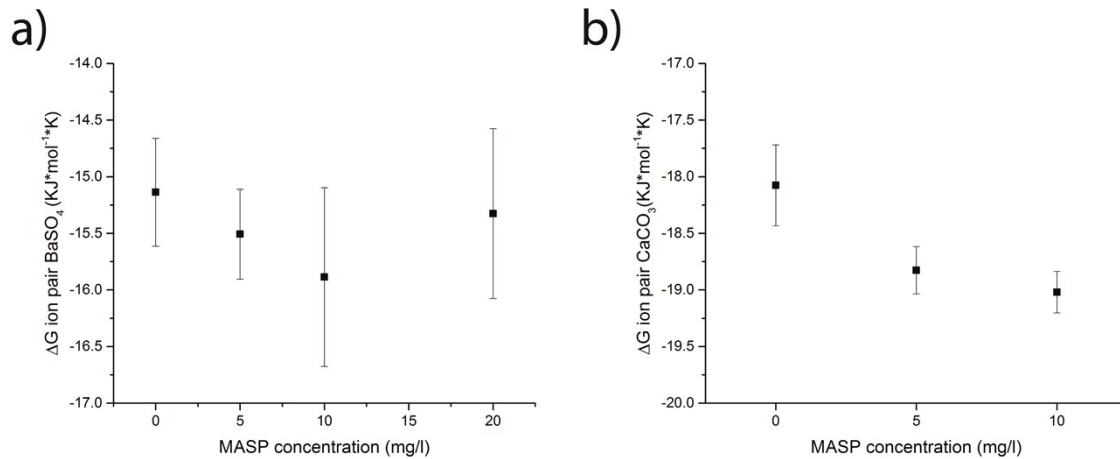 a)
-14.0
-14.5
-15.0
-15.5
-16.0
-16.5
-17.0
ΔG ion pair BaSO₄ (KJ*mol⁻¹*K)
0 5 10 15 20
MASP concentration (mg/l)
b)
-17.0
-17.5
-18.0
-18.5
-19.0
-19.5
-20.0
ΔG ion pair CaCO₃(KJ*mol⁻¹*K)
0 5 10
MASP concentration (mg/l)